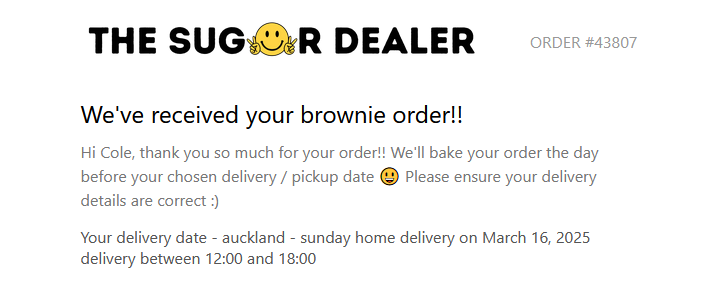 THE SUGAR DEALER
ORDER #43807
We've received your brownie order!!
Hi Cole, thank you so much for your order!! We'll bake your order the day
before your chosen delivery / pickup date 😃 Please ensure your delivery
details are correct :)
Your delivery date - auckland - sunday home delivery on March 16, 2025
delivery between 12:00 and 18:00